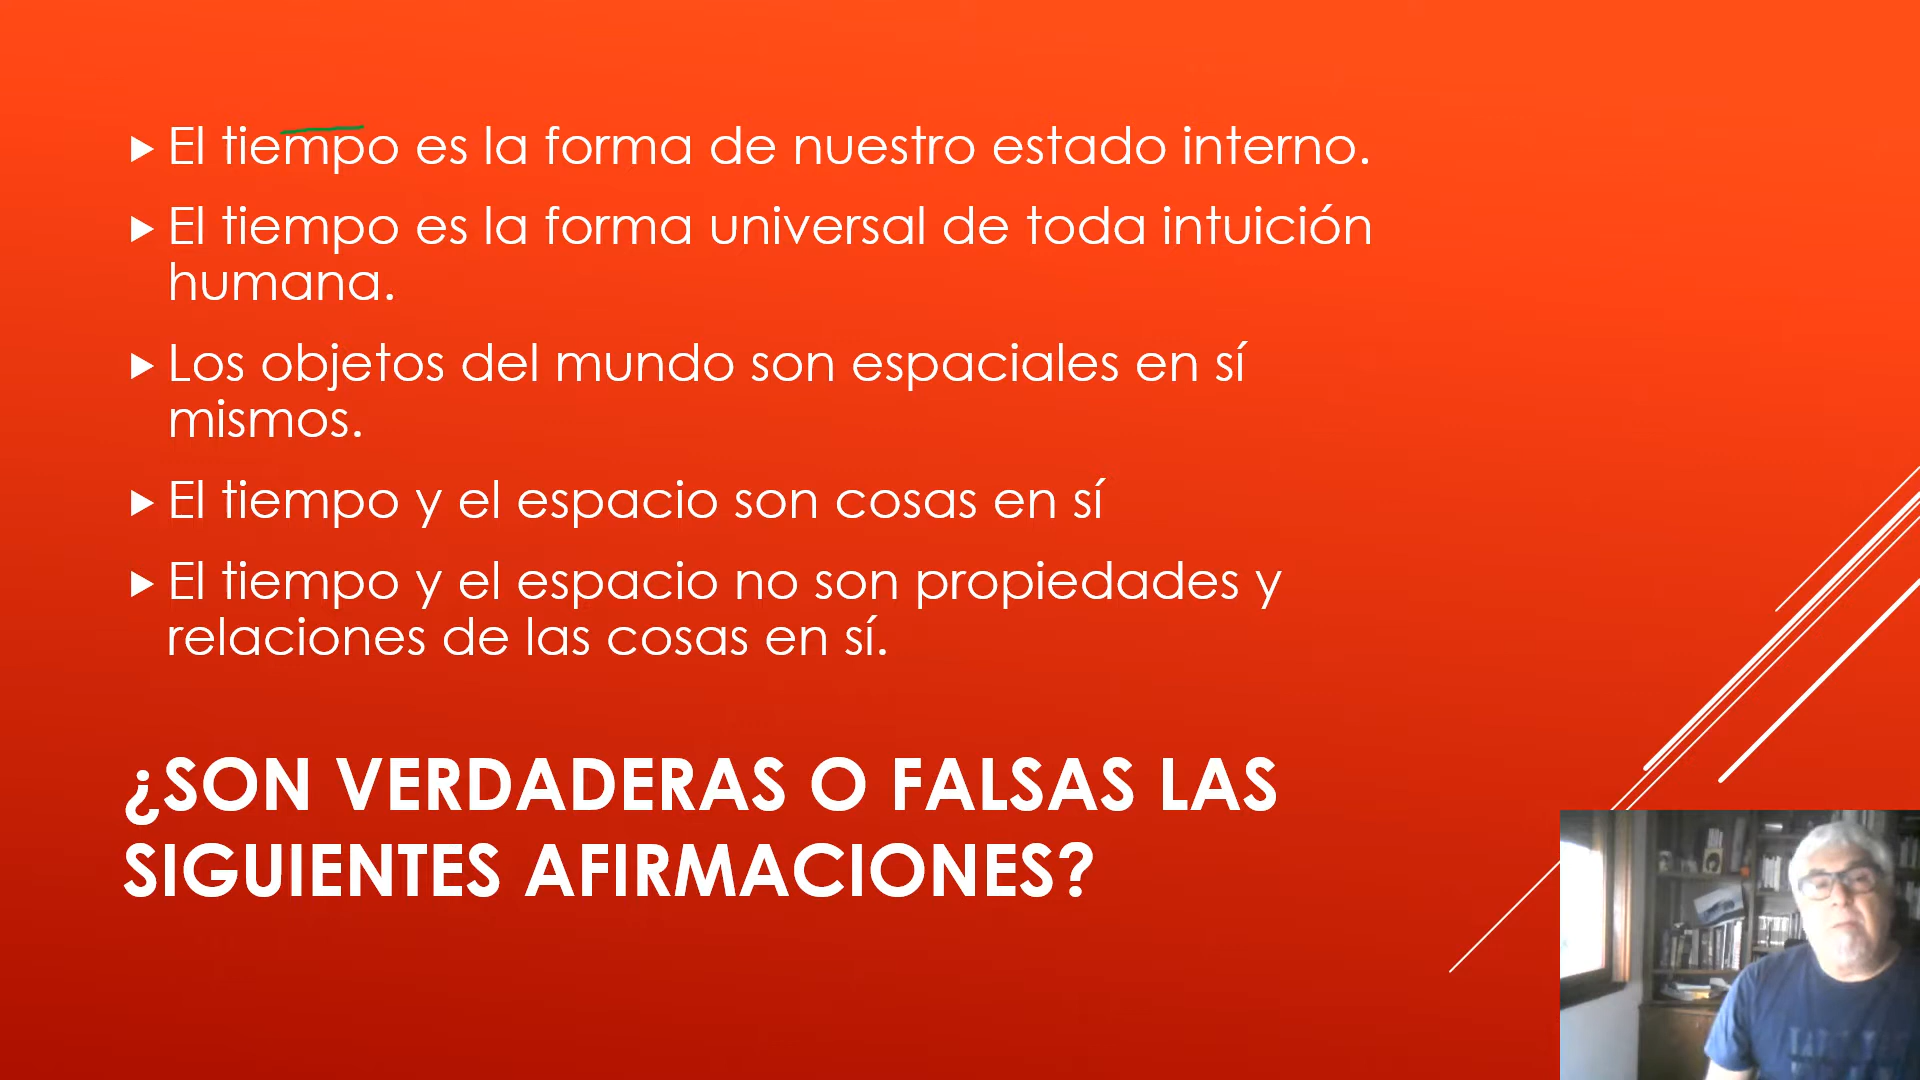 El tiempo es la forma de nuestro estado interno.
El tiempo es la forma universal de toda intuición
humana.
Los objetos del mundo son espaciales en sí
mismos.
El tiempo y el espacio son cosas en sí
El tiempo y el espacio no son propiedades y
relaciones de las cosas en sí.
¿SON VERDADERAS O FALSAS LAS
SIGUIENTES AFIRMACIONES?